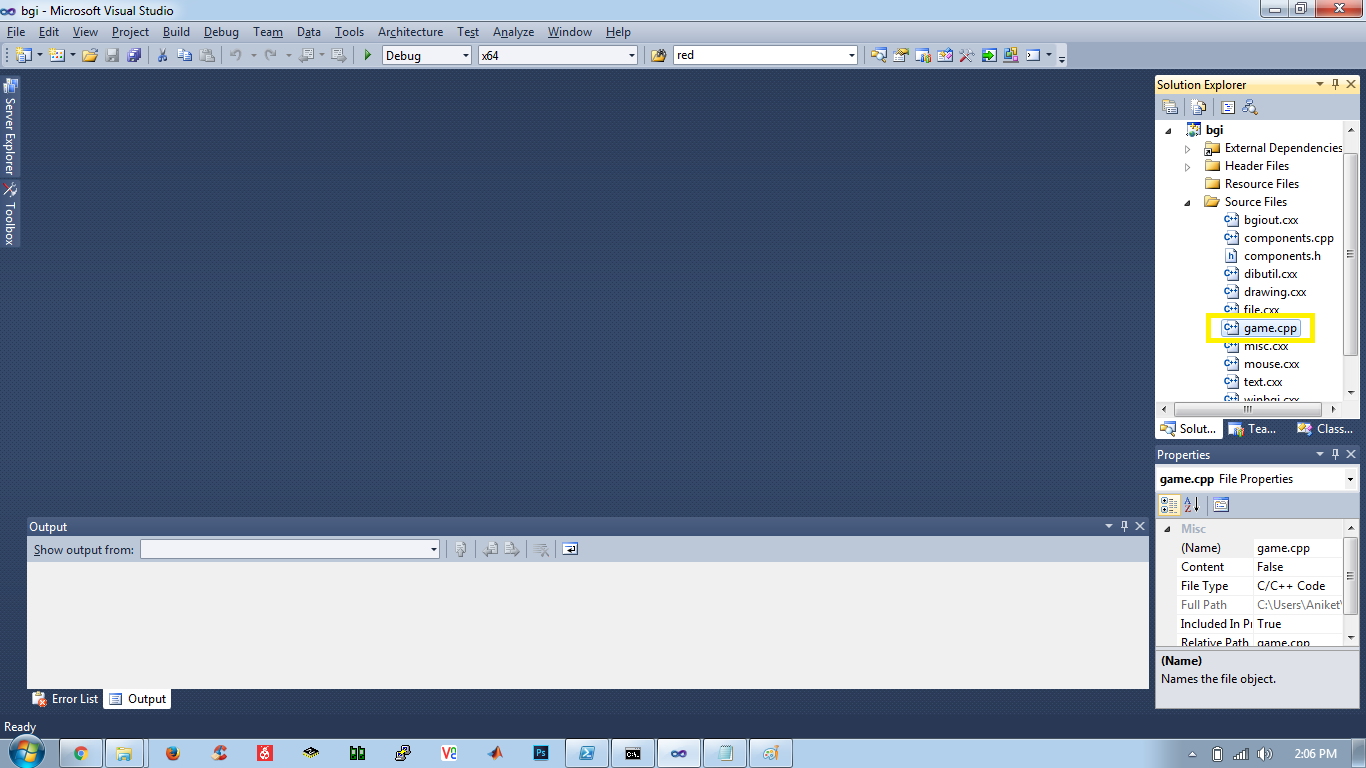 bgi - Microsoft Visual Studio
File Edit View Project Build Debug Team Data Tools Architecture Test Analyze Window Help
Debug x64 red
Server Explorer
Toolbox
Solution Explorer
bgi
External Dependencies
Header Files
Resource Files
Source Files
bgiout.cxx
components.cpp
components.h
dibutil.cxx
drawing.cxx
file.cxx
game.cpp
misc.cxx
mouse.cxx
text.cxx
winbgi.cxx
Solut... Tea... Class...
Properties
game.cpp File Properties
Misc
(Name) game.cpp
Content False
File Type C/C++ Code
Full Path C:\Users\Aniket\
Included In Pr True
Relative Path game.cpp
(Name)
Names the file object.
Output
Show output from:
Error List Output
Ready
2:06 PM